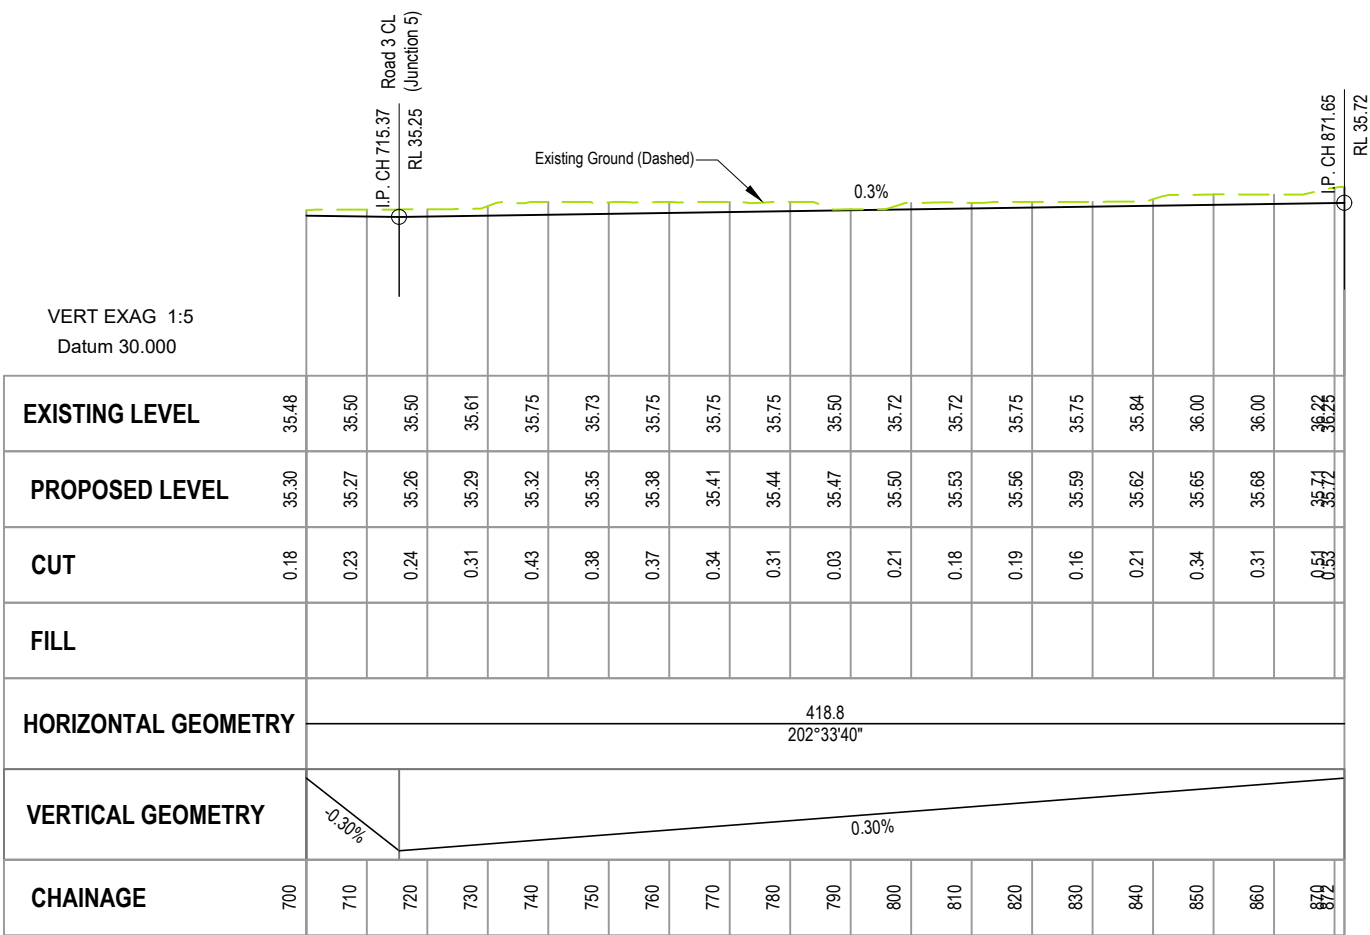 Road 3 CL
(Junction 5)
I.P. CH 715.37
RL 35.25
I.P. CH 871.65
RL 35.72
Existing Ground (Dashed)
0.3%
VERT EXAG 1:5
Datum 30.000
EXISTING LEVEL 35.48 35.50 35.50 35.61 35.75 35.73 35.75 35.75 35.75 35.50 35.72 35.72 35.75 35.75 35.84 36.00 36.00 36.22 36.25
PROPOSED LEVEL 35.30 35.27 35.26 35.29 35.32 35.35 35.38 35.41 35.44 35.47 35.50 35.53 35.56 35.59 35.62 35.65 35.68 35.71 35.72
CUT 0.18 0.23 0.24 0.31 0.43 0.38 0.37 0.34 0.31 0.03 0.21 0.18 0.19 0.16 0.21 0.34 0.31 0.51 0.53
FILL
HORIZONTAL GEOMETRY
418.8
202°33'40"
VERTICAL GEOMETRY
-0.30%
0.30%
CHAINAGE 700 710 720 730 740 750 760 770 780 790 800 810 820 830 840 850 860 870 872